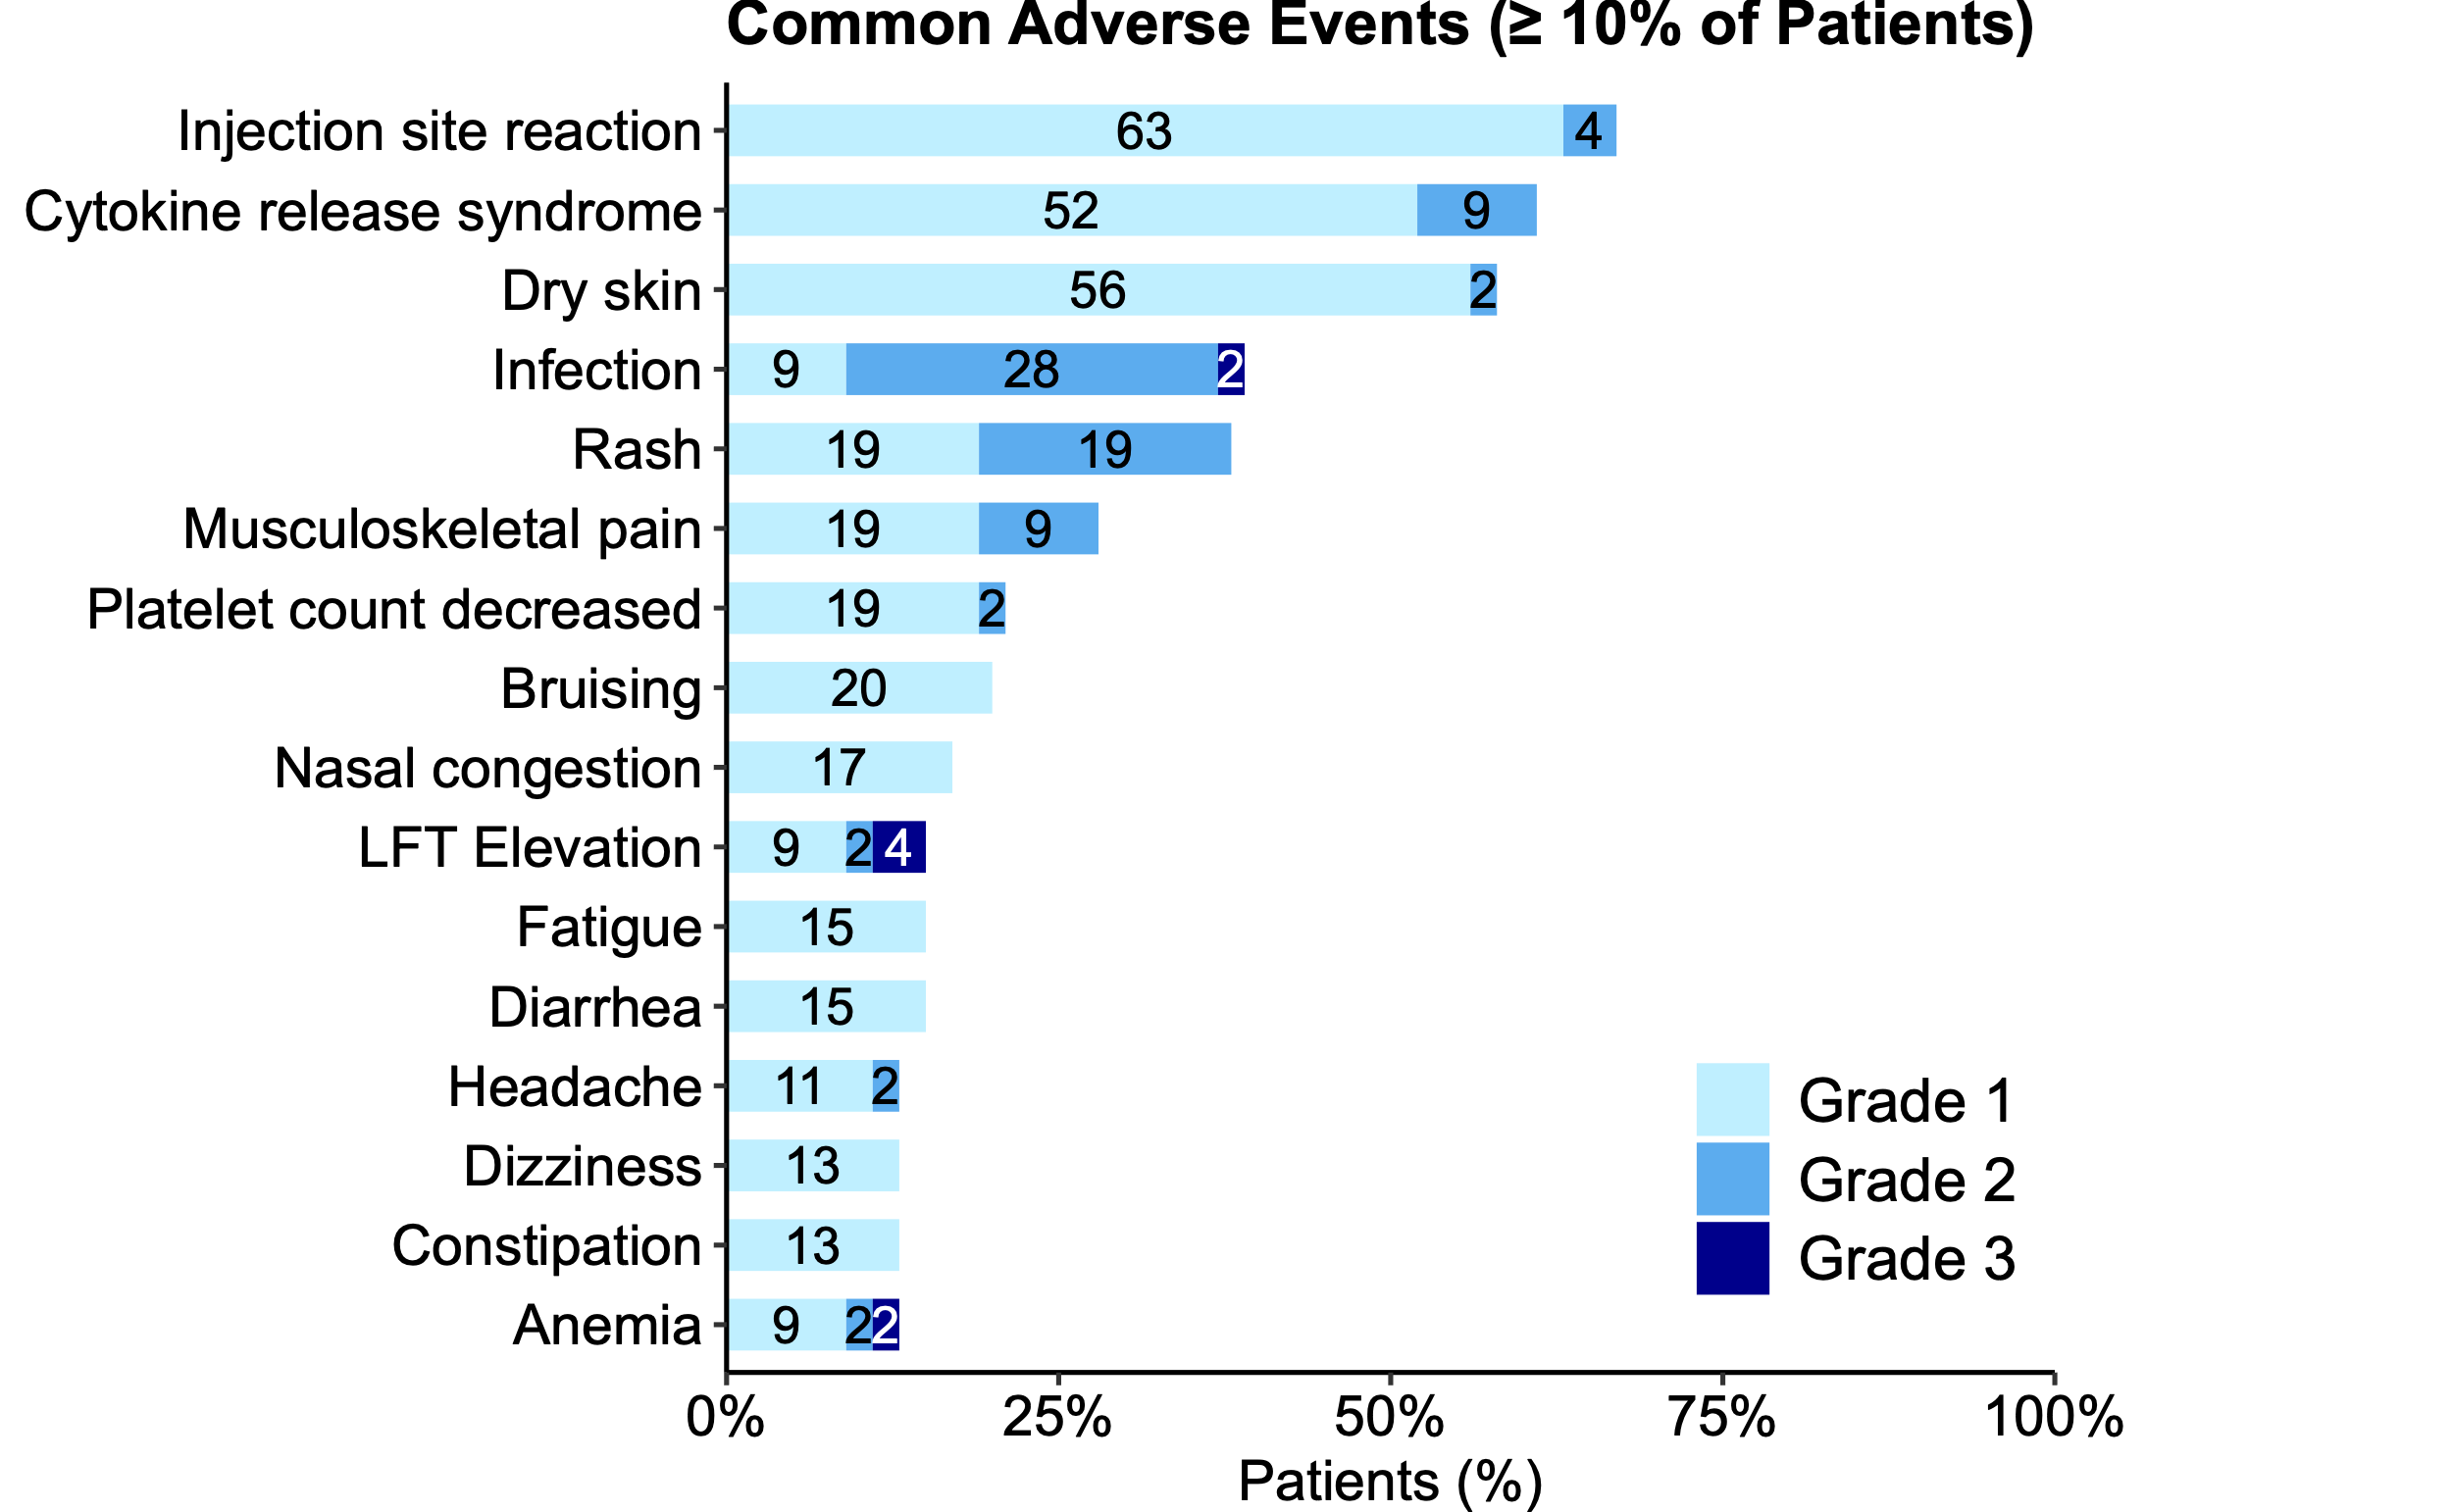 Common Adverse Events (≥ 10% of Patients)
Injection site reaction 63 4
Cytokine release syndrome 52 9
Dry skin 56 2
Infection 9 28 2
Rash 19 19
Musculoskeletal pain 19 9
Platelet count decreased 19 2
Bruising 20
Nasal congestion 17
LFT Elevation 9 2 4
Fatigue 15
Diarrhea 15
Headache 11 2
Dizziness 13
Constipation 13
Anemia 9 2 2
Grade 1
Grade 2
Grade 3
0% 25% 50% 75% 100%
Patients (%)